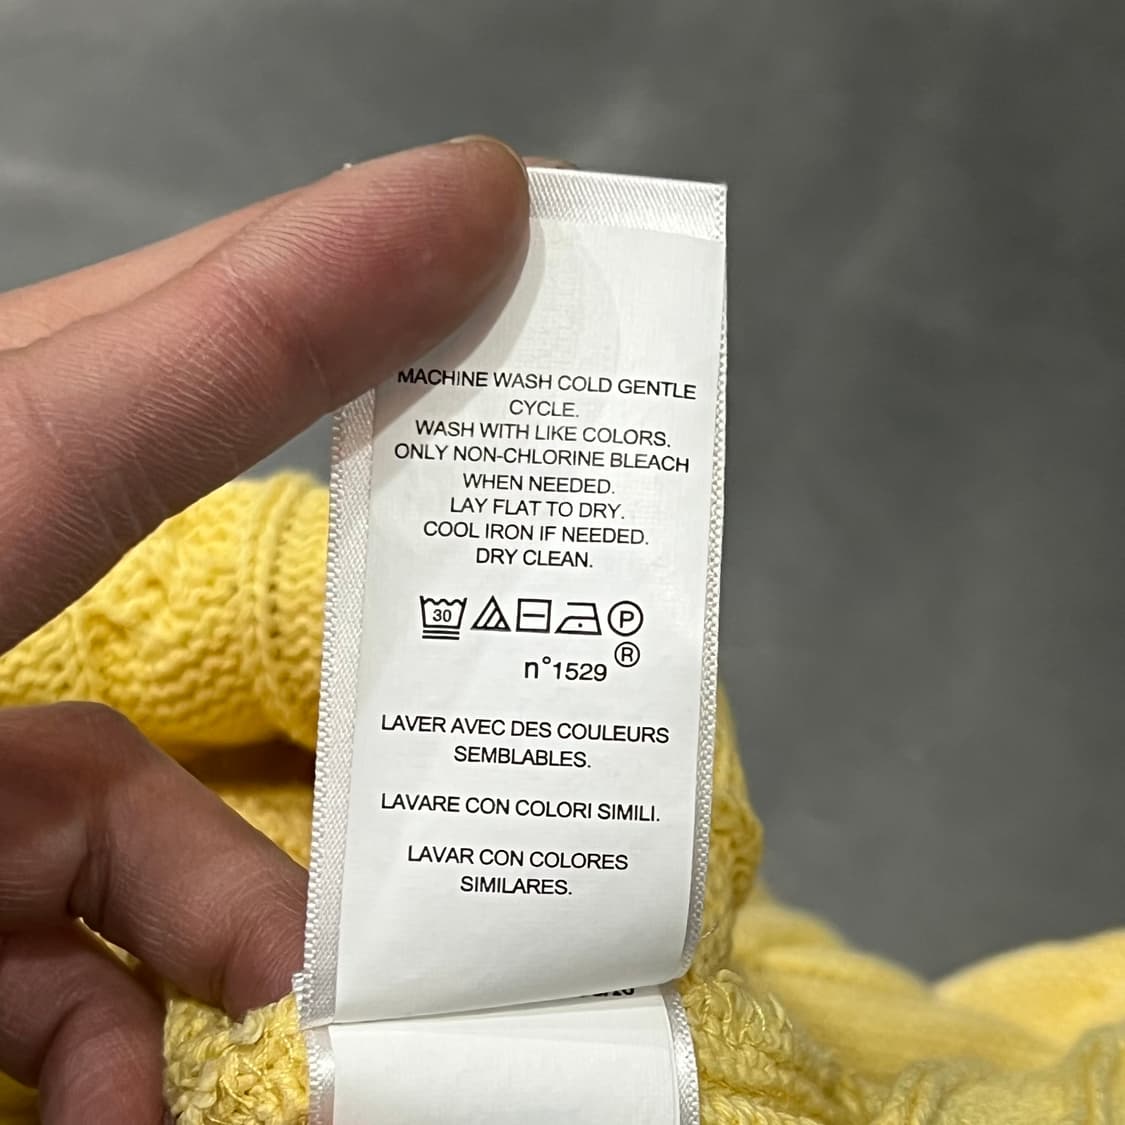 MACHINE WASH COLD GENTLE
CYCLE.
WASH WITH LIKE COLORS.
ONLY NON-CHLORINE BLEACH
WHEN NEEDED.
LAY FLAT TO DRY.
COOL IRON IF NEEDED.
DRY CLEAN.
30 P
n°1529 ®
LAVER AVEC DES COULEURS
SEMBLABLES.
LAVARE CON COLORI SIMILI.
LAVAR CON COLORES
SIMILARES.